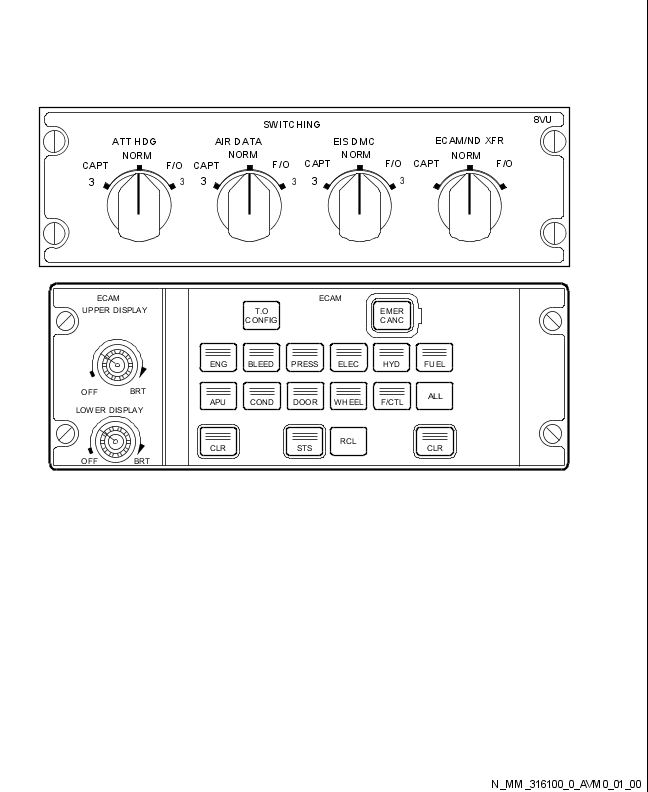 SWITCHING
8VU
ATT HDG
AIR DATA
EIS DMC
ECAM/ND XFR
NORM
NORM
NORM
NORM
CAPT
F/O
CAPT
F/O
CAPT
F/O
CAPT
F/O
3
3
3
3
3
3
ECAM
UPPER DISPLAY
ECAM
T.O
CONFIG
EMER
CANC
ENG
BLEED
PRESS
ELEC
HYD
FUEL
OFF
BRT
APU
COND
DOOR
WHEEL
F/CTL
ALL
LOWER DISPLAY
OFF
BRT
CLR
STS
RCL
CLR
N_MM_316100_0_AVM0_01_00